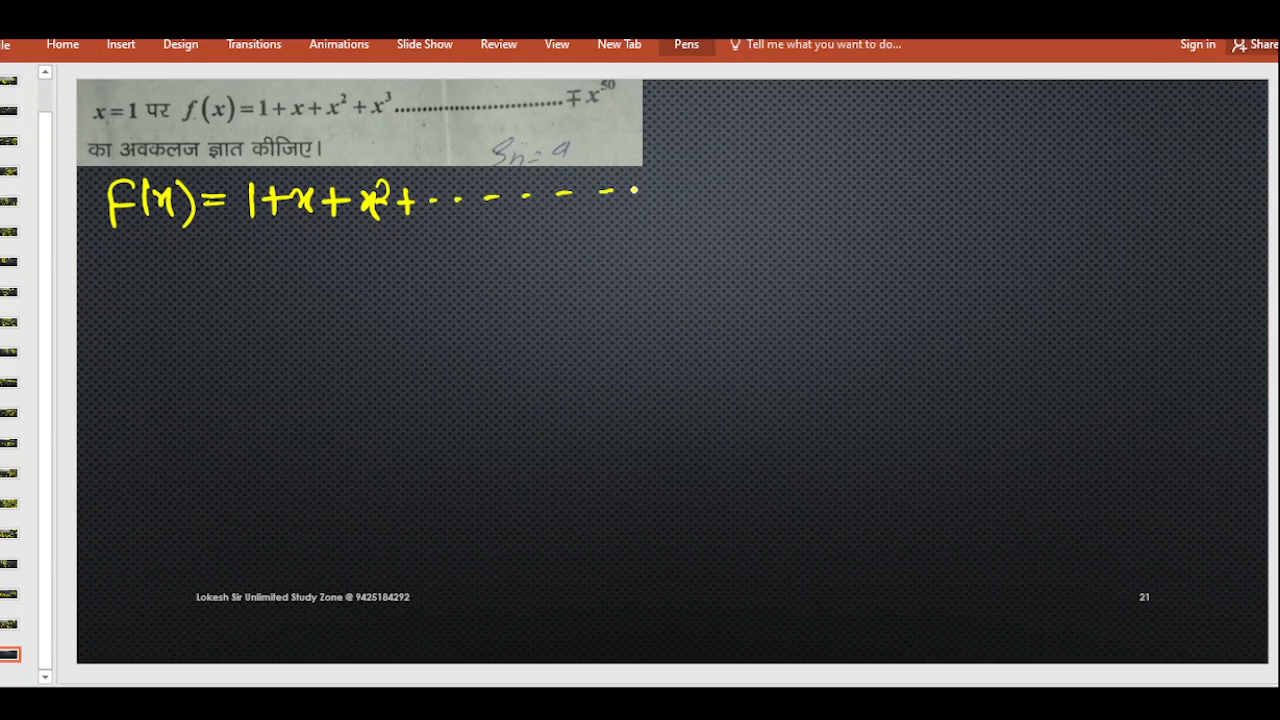 le Home Insert Design Transitions Animations Slide Show Review View New Tab Pens Tell me what you want to do... Sign in Share
x=1 पर f(x)=1+x+x²+x³..............................∓x⁵⁰
का अवकलज ज्ञात कीजिए।
Sn = a
F(x) = 1+x+x²+ . . - . - - .
Lokesh Sir Unlimited Study Zone @ 9425184292
21